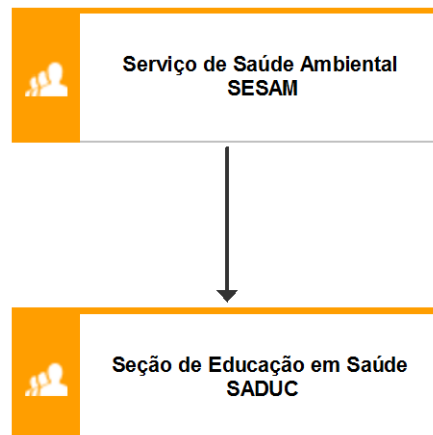 Serviço de Saúde Ambiental
SESAM
Seção de Educação em Saúde
SADUC